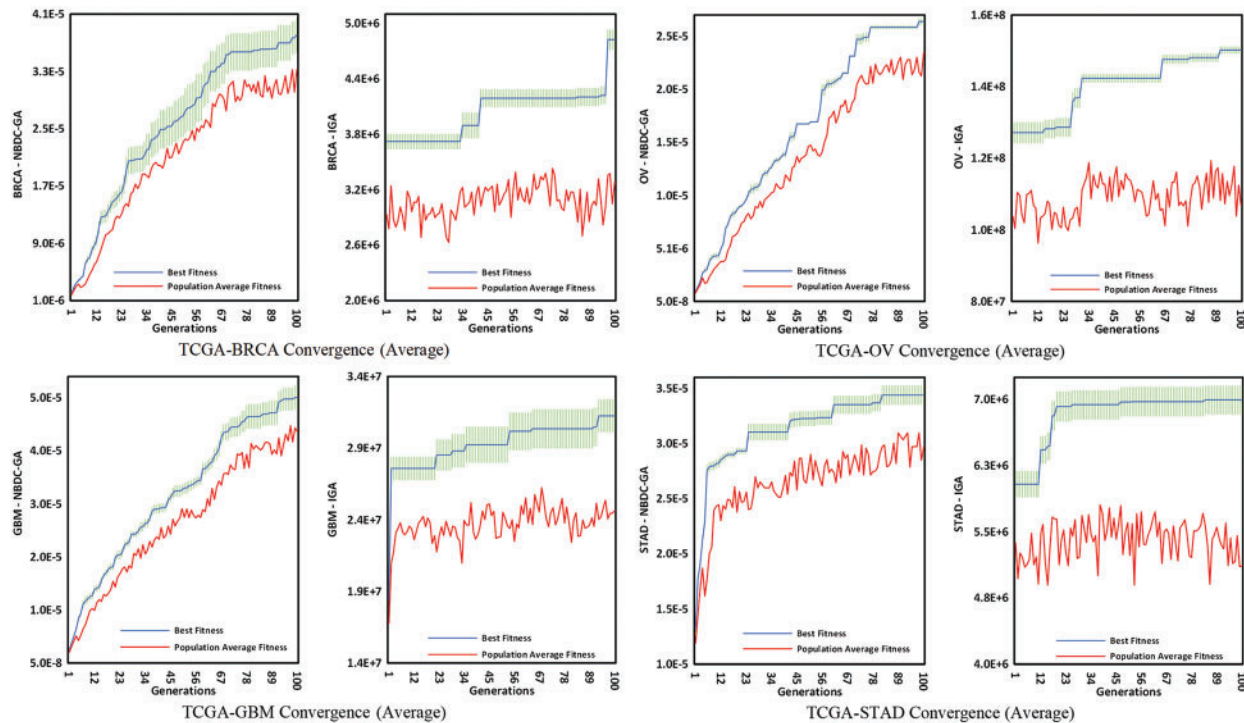 4.1E-5
3.3E-5
2.5E-5
1.7E-5
9.0E-6
1.0E-6
BRCA - NBDC-GA
Best Fitness
Population Average Fitness
1 12 23 34 45 56 67 78 89 100
Generations
5.0E+6
4.4E+6
3.8E+6
3.2E+6
2.6E+6
2.0E+6
BRCA - IGA
Best Fitness
Population Average Fitness
1 12 23 34 45 56 67 78 89 100
Generations
TCGA-BRCA Convergence (Average)
2.5E-5
2.0E-5
1.5E-5
1.0E-5
5.1E-6
5.0E-8
OV - NBDC-GA
Best Fitness
Population Average Fitness
1 12 23 34 45 56 67 78 89 100
Generations
1.6E+8
1.4E+8
1.2E+8
1.0E+8
8.0E+7
OV - IGA
Best Fitness
Population Average Fitness
1 12 23 34 45 56 67 78 89 100
Generations
TCGA-OV Convergence (Average)
5.0E-5
4.0E-5
3.0E-5
2.0E-5
1.0E-5
5.0E-8
GBM - NBDC-GA
Best Fitness
Population Average Fitness
1 12 23 34 45 56 67 78 89 100
Generations
3.4E+7
2.9E+7
2.4E+7
1.9E+7
1.4E+7
GBM - IGA
Best Fitness
Population Average Fitness
1 12 23 34 45 56 67 78 89 100
Generations
TCGA-GBM Convergence (Average)
3.5E-5
3.0E-5
2.5E-5
2.0E-5
1.5E-5
1.0E-5
STAD - NBDC-GA
Best Fitness
Population Average Fitness
1 12 23 34 45 56 67 78 89 100
Generations
7.0E+6
6.3E+6
5.5E+6
4.8E+6
4.0E+6
STAD - IGA
Best Fitness
Population Average Fitness
1 12 23 34 45 56 67 78 89 100
Generations
TCGA-STAD Convergence (Average)